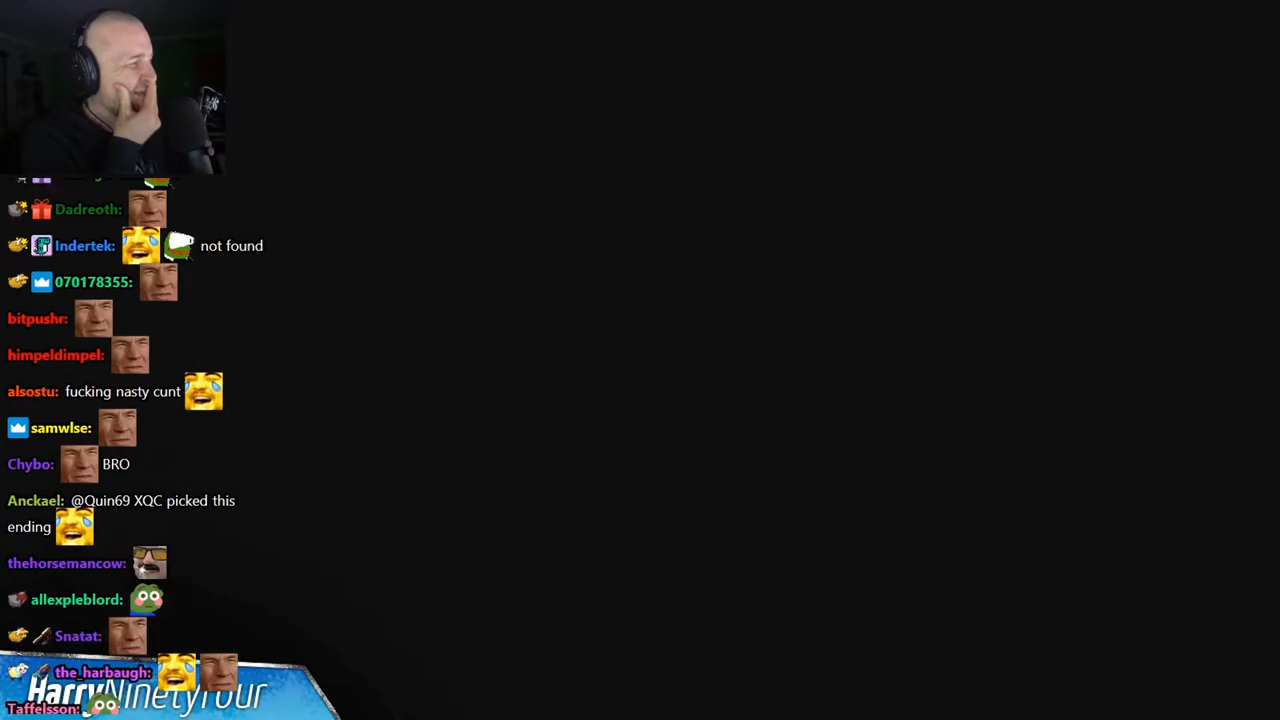 Dadreoth:
Indertek: not found
070178355:
bitpushr:
himpeldimpel:
alsostu: fucking nasty cunt
samwlse:
Chybo: BRO
Anckael: @Quin69 XQC picked this
ending
thehorsemancow:
allexpleblord:
Snatat:
the_harbaugh:
HarryNinetyFour
Taffelsson: